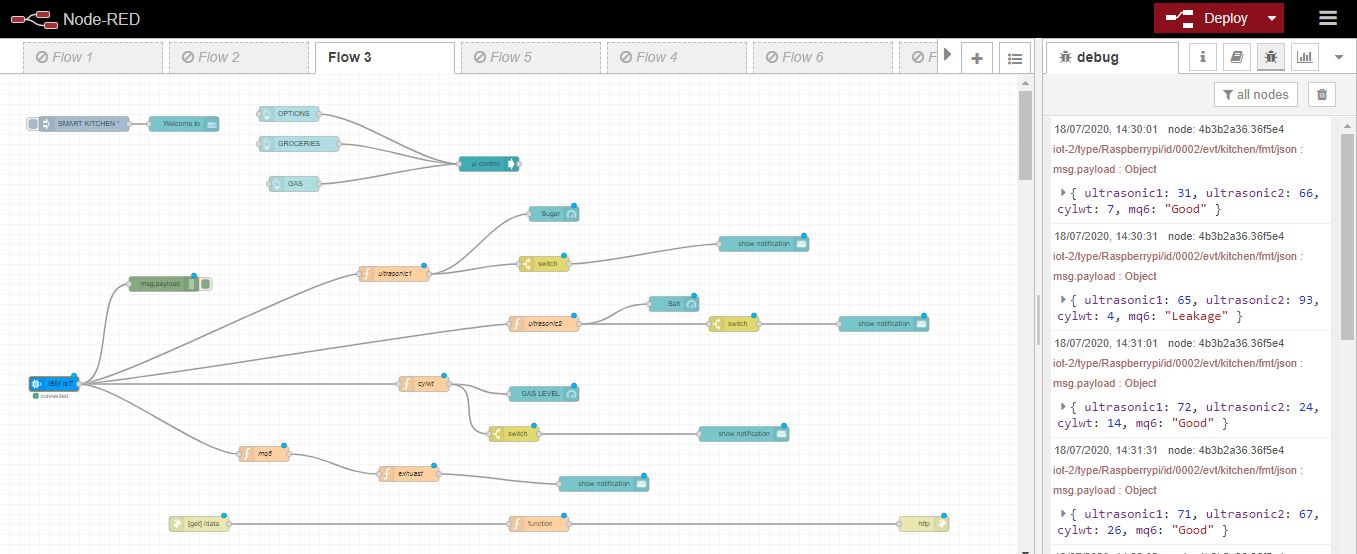 Node-RED
Deploy
Flow 1
Flow 2
Flow 3
Flow 5
Flow 4
Flow 6
F
debug
all nodes
SMART KITCHEN '
Welcome to
OPTIONS
GROCERIES
GAS
ui control
Sugar
show notification
ultrasonic1
switch
msg.payload
Salt
ultrasonic2
switch
show notification
IBM IoT
connected
cylwt
GAS LEVEL
switch
show notification
mq6
exhuast
show notification
[get] /data
function
http
18/07/2020, 14:30:01 node: 4b3b2a36.36f5e4
iot-2/type/Raspberrypi/id/0002/evt/kitchen/fmt/json :
msg.payload : Object
{ ultrasonic1: 31, ultrasonic2: 66,
cylwt: 7, mq6: "Good" }
18/07/2020, 14:30:31 node: 4b3b2a36.36f5e4
iot-2/type/Raspberrypi/id/0002/evt/kitchen/fmt/json :
msg.payload : Object
{ ultrasonic1: 65, ultrasonic2: 93,
cylwt: 4, mq6: "Leakage" }
18/07/2020, 14:31:01 node: 4b3b2a36.36f5e4
iot-2/type/Raspberrypi/id/0002/evt/kitchen/fmt/json :
msg.payload : Object
{ ultrasonic1: 72, ultrasonic2: 24,
cylwt: 14, mq6: "Good" }
18/07/2020, 14:31:31 node: 4b3b2a36.36f5e4
iot-2/type/Raspberrypi/id/0002/evt/kitchen/fmt/json :
msg.payload : Object
{ ultrasonic1: 71, ultrasonic2: 67,
cylwt: 26, mq6: "Good" }